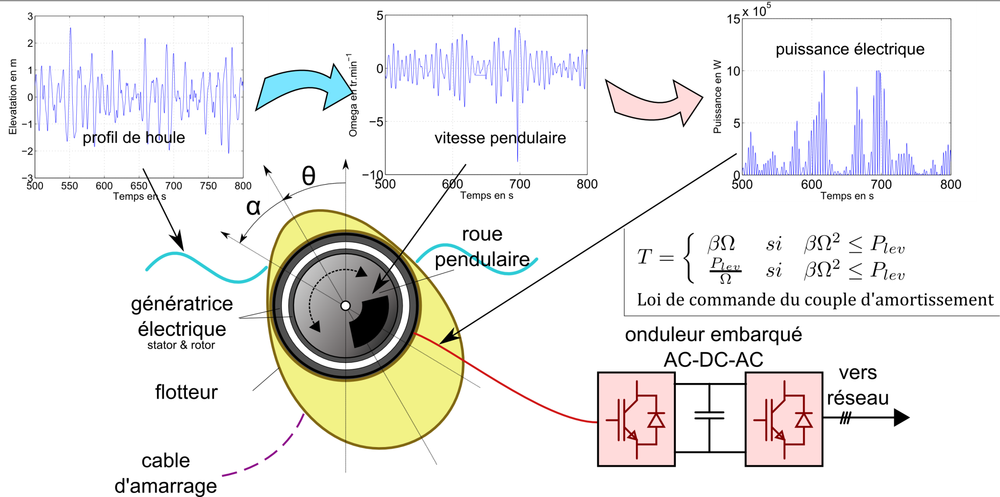 3
2
1
0
−1
−2
−3
Elevatation en m
profil de houle
500 550 600 650 700 750 800
Temps en s
5
0
−5
−10
Omega en tr.min⁻¹
vitesse pendulaire
500 600 700 800
Temps en s
x 10⁵
15
10
5
0
Puissance en W
puissance électrique
500 600 700 800
Temps en s
θ
α
roue
pendulaire
génératrice
électrique
stator & rotor
flotteur
cable
d'amarrage
T = { βΩ si βΩ² ≤ P_lev
P_lev/Ω si βΩ² ≤ P_lev
Loi de commande du couple d'amortissement
onduleur embarqué
AC-DC-AC
vers
réseau